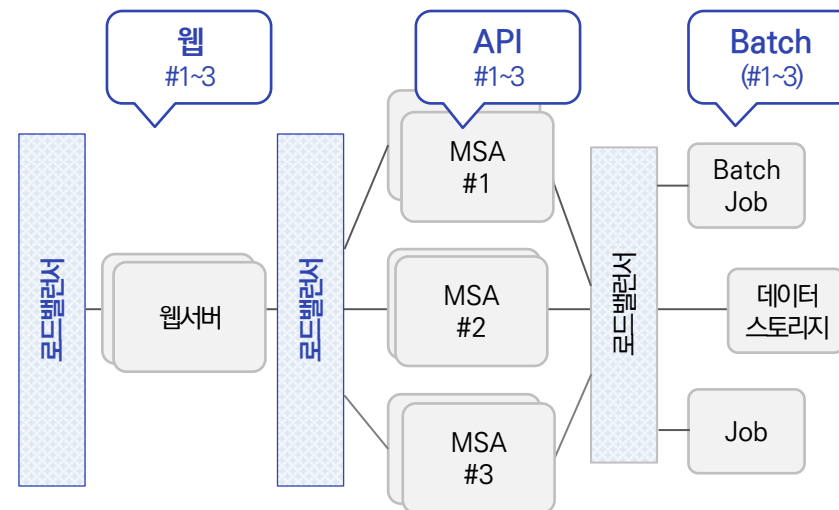 웹
#1~3
API
#1~3
Batch
(#1~3)
로드밸런서
웹서버
로드밸런서
MSA
#1
MSA
#2
MSA
#3
로드밸런서
Batch
Job
데이터
스토리지
Job